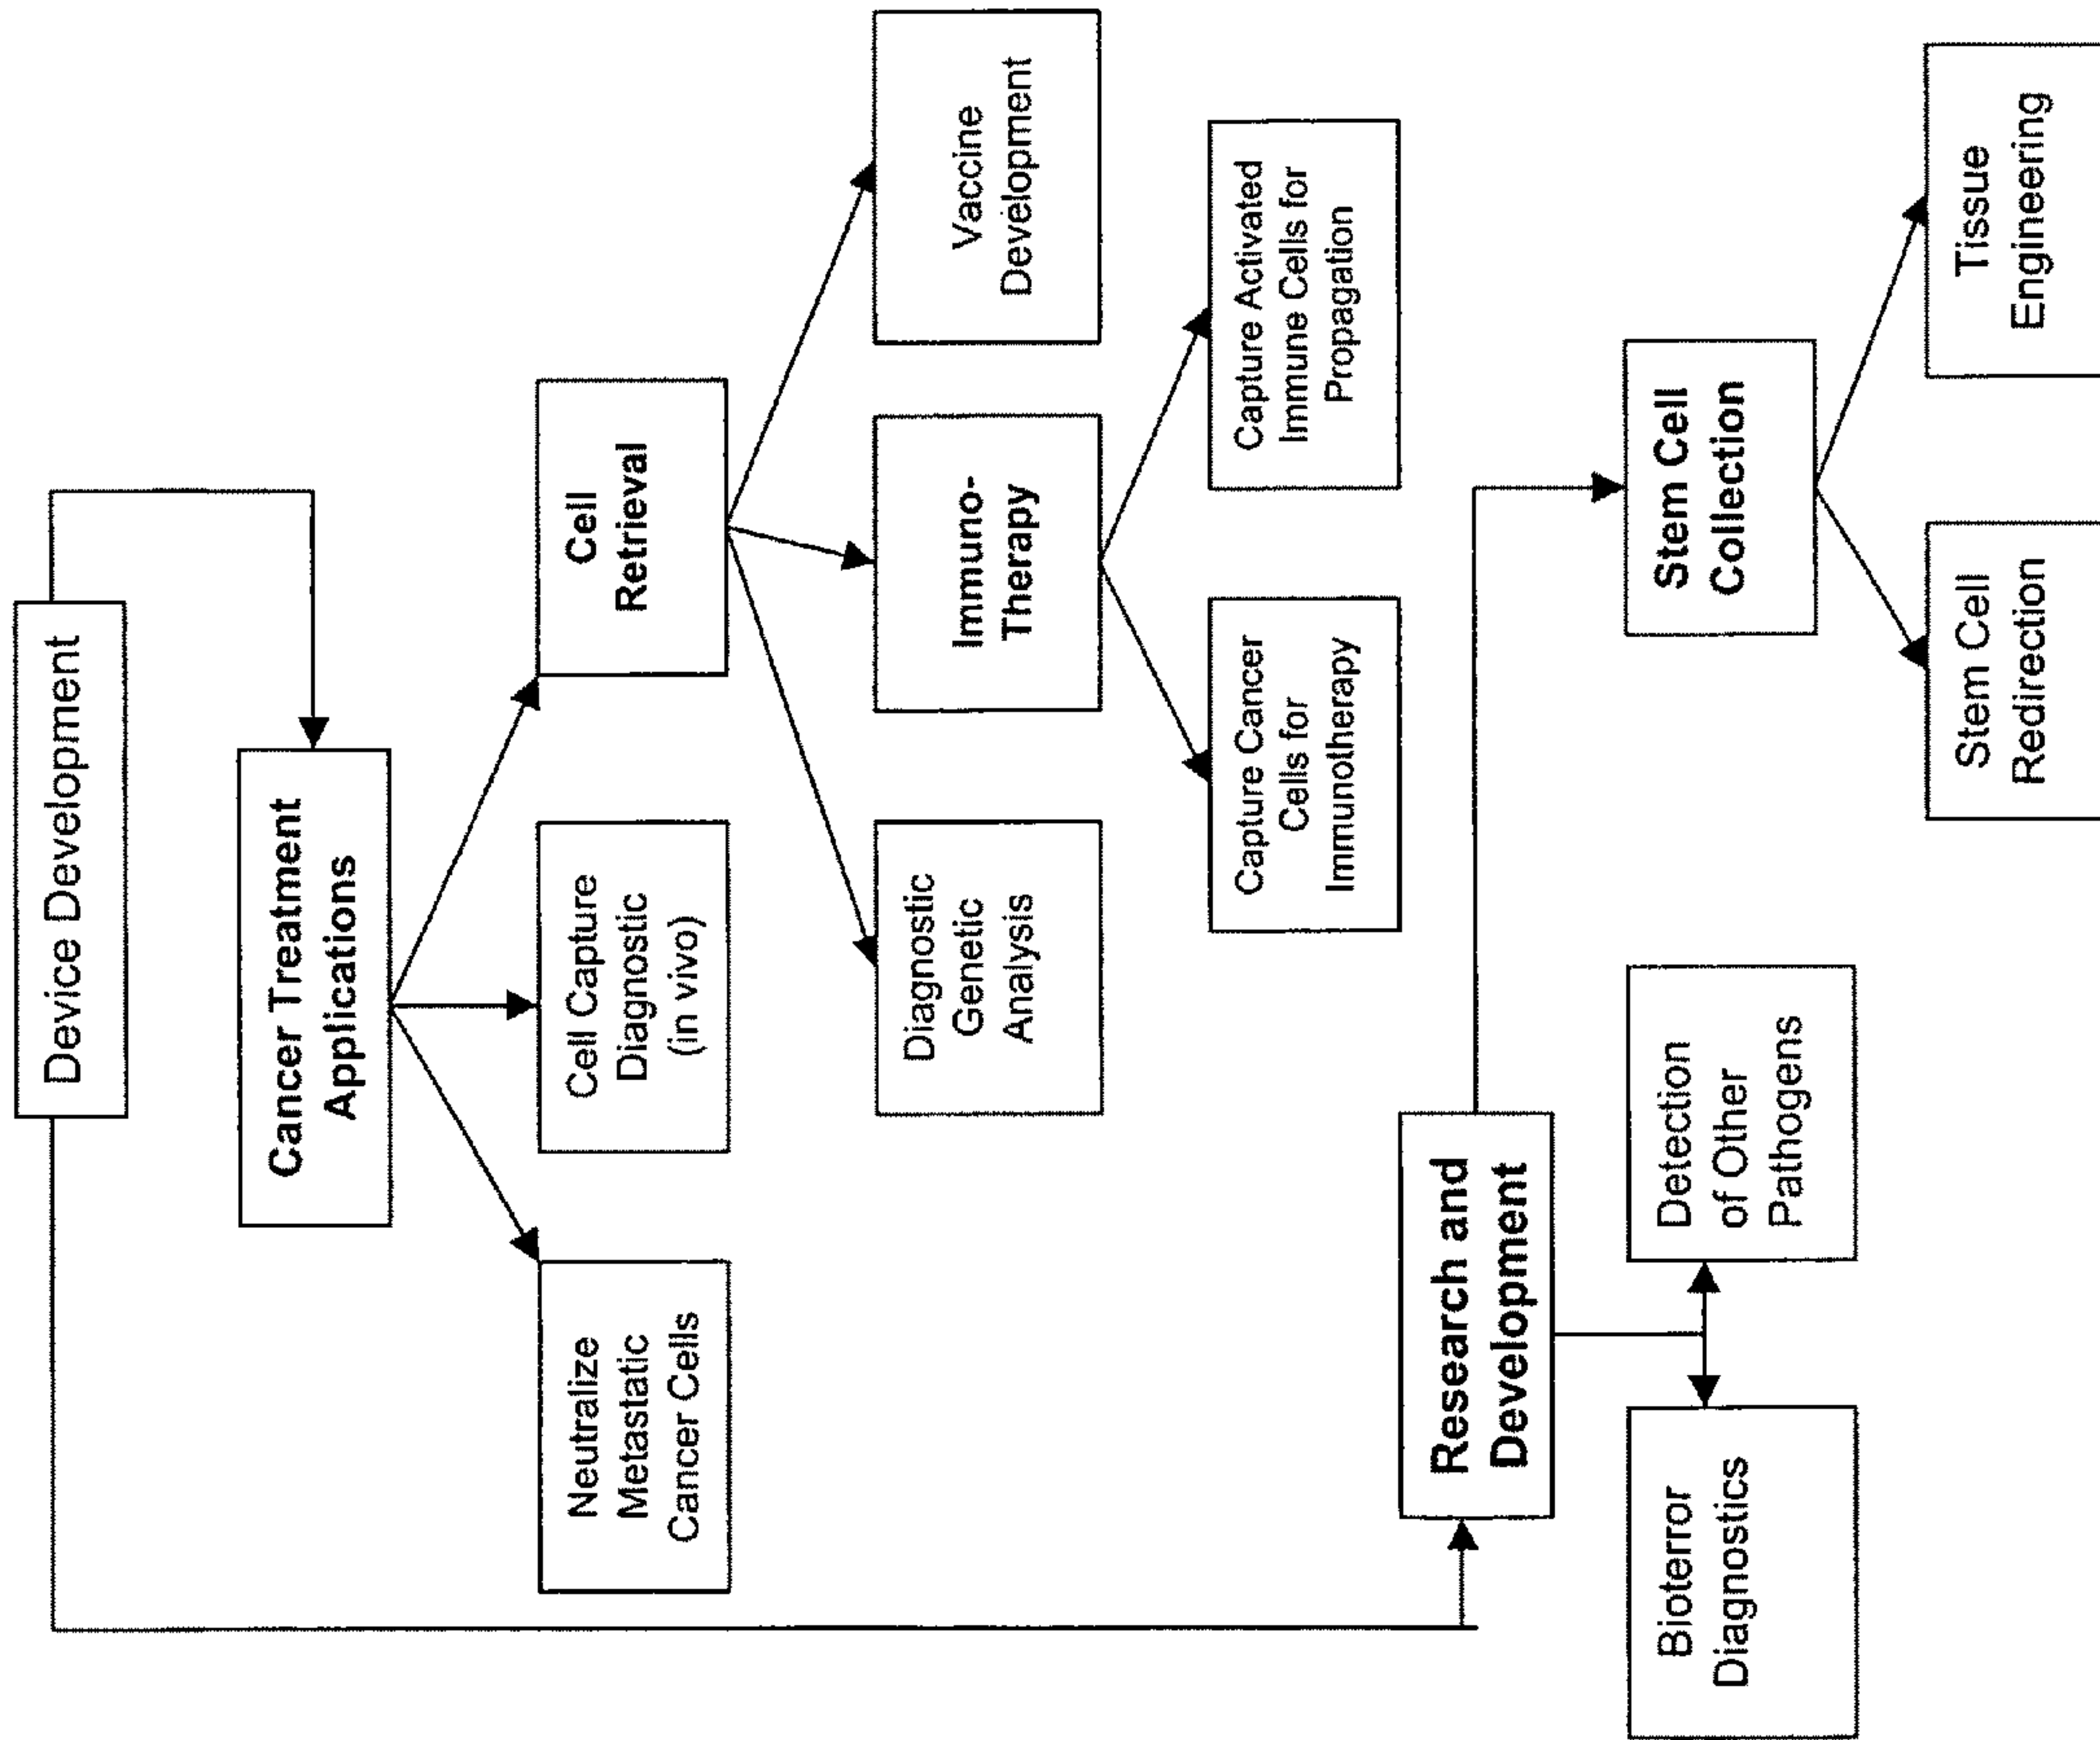 Device Development
Cancer Treatment
Applications
Neutralize
Metastatic
Cancer Cells
Cell Capture
Diagnostic
(in vivo)
Cell
Retrieval
Diagnostic
Genetic
Analysis
Immuno-
Therapy
Vaccine
Development
Capture Cancer
Cells for
Immunotherapy
Capture Activated
Immune Cells for
Propagation
Research and
Development
Bioterror
Diagnostics
Detection
of Other
Pathogens
Stem Cell
Collection
Stem Cell
Redirection
Tissue
Engineering